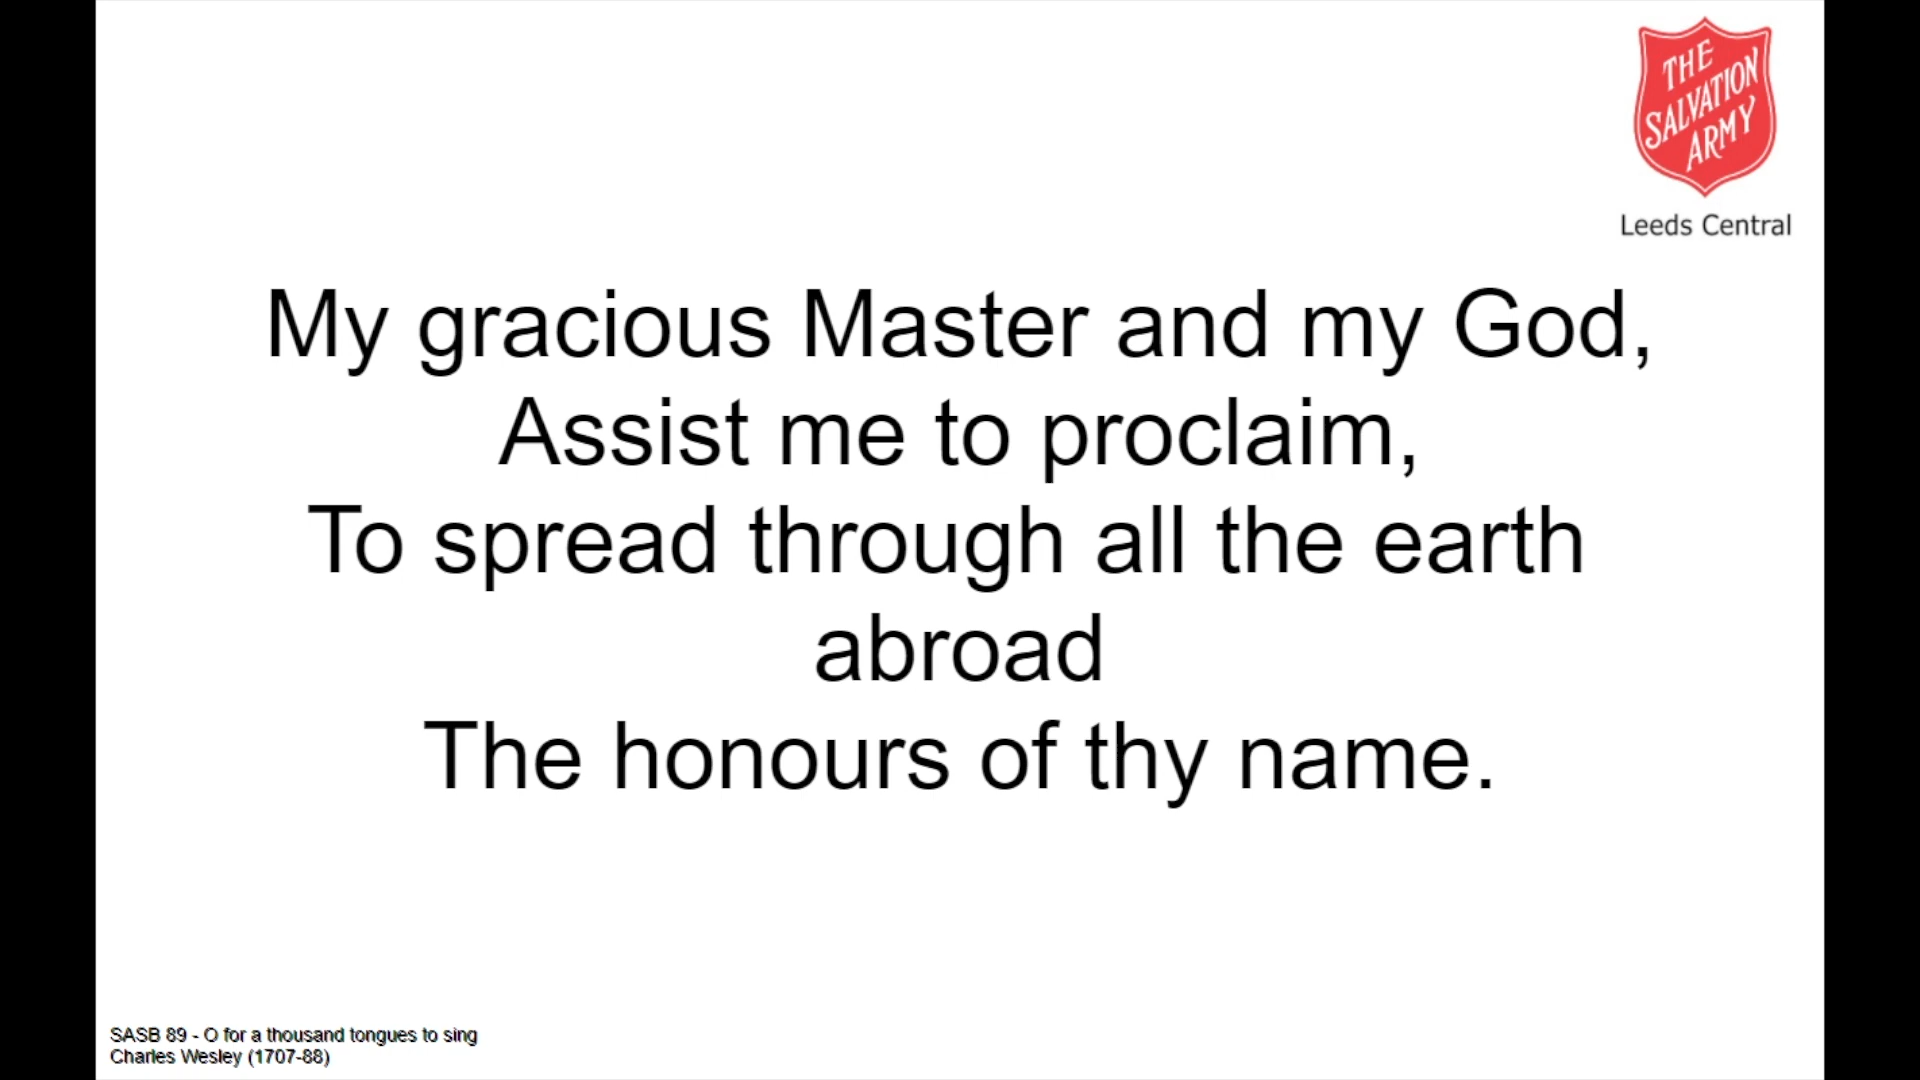 THE
SALVATION
ARMY
Leeds Central
My gracious Master and my God,
Assist me to proclaim,
To spread through all the earth
abroad
The honours of thy name.
SASB 89 - O for a thousand tongues to sing
Charles Wesley (1707-88)